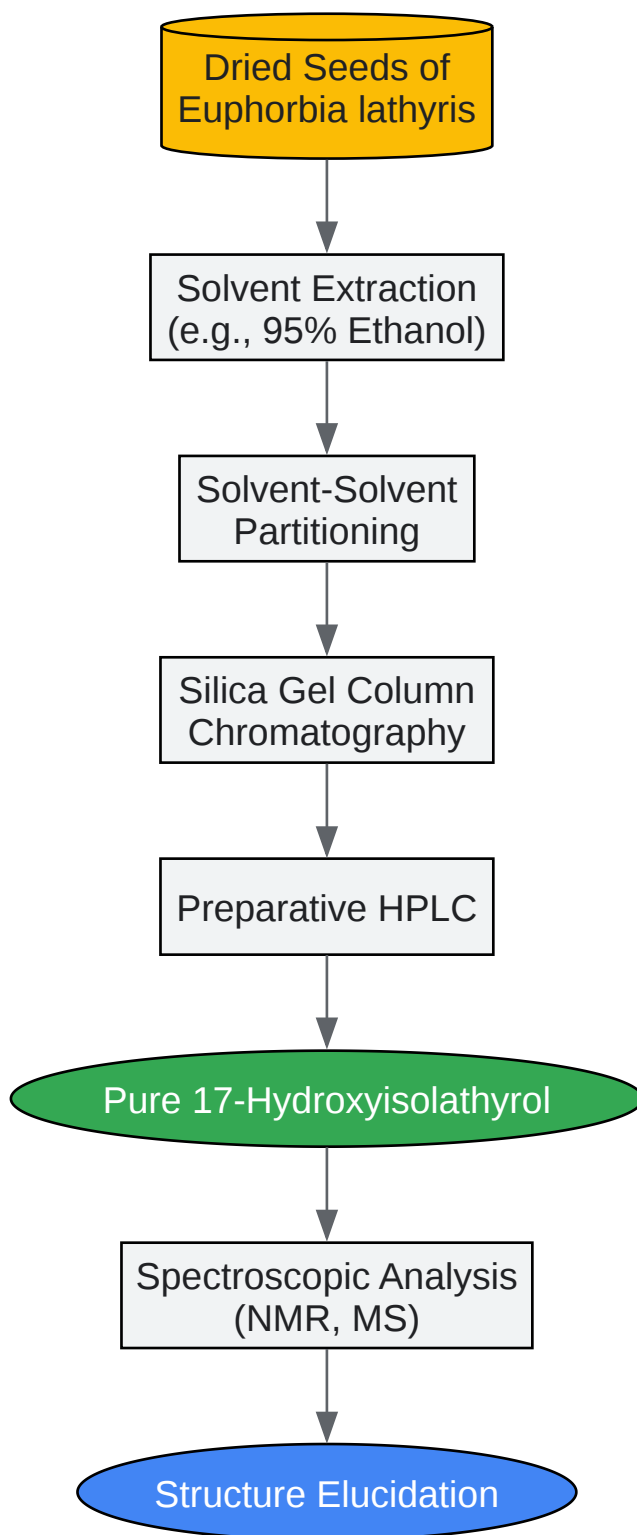 Dried Seeds of
Euphorbia lathyris
Solvent Extraction
(e.g., 95% Ethanol)
Solvent-Solvent
Partitioning
Silica Gel Column
Chromatography
Preparative HPLC
Pure 17-Hydroxyisolathyrol
Spectroscopic Analysis
(NMR, MS)
Structure Elucidation